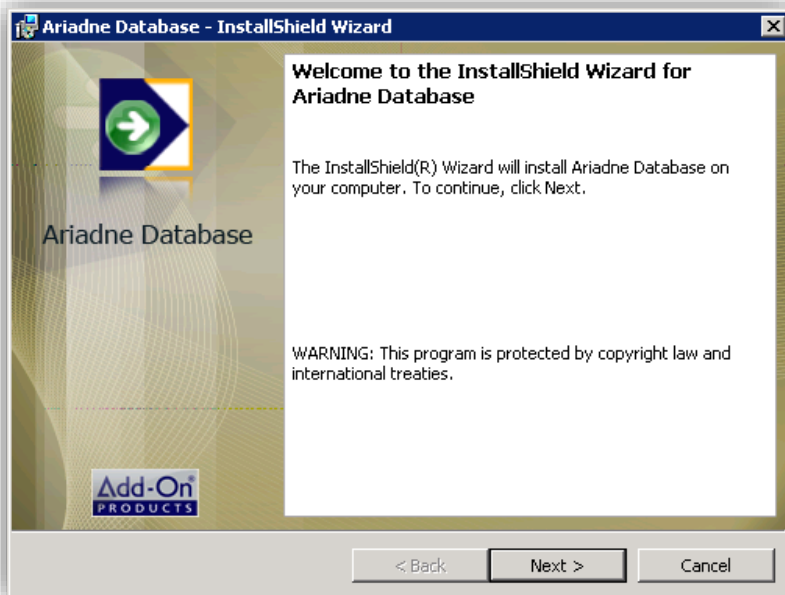 Ariadne Database - InstallShield Wizard
Welcome to the InstallShield Wizard for
Ariadne Database
The InstallShield(R) Wizard will install Ariadne Database on
your computer. To continue, click Next.
Ariadne Database
WARNING: This program is protected by copyright law and
international treaties.
Add-On®
PRODUCTS
< Back
Next >
Cancel